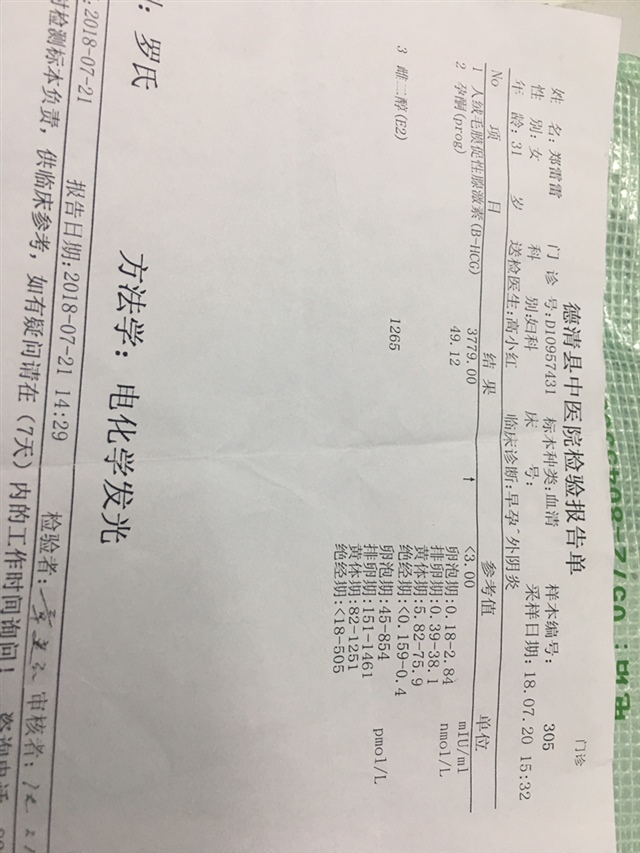 德清县中医院检验报告单
门诊
姓 名:郑雷雷 门 诊 号:D10957431 标本种类:血清 样本编号: 305
性 别:女 科 别:妇科 床 号: 采样日期:18.07.20 15:32
年 龄:31 岁 送检医生:高小红 临床诊断:早孕 外阴炎
No 项 目 结 果 参考值 单位
1 人绒毛膜促性腺激素(B-HCG) 3779.00 ↑ <3.00 mIU/ml
2 孕酮(prog) 49.12 卵泡期:0.18-2.84 nmol/L
排卵期:0.39-38.1
黄体期:5.82-75.9
绝经期:<0.159-0.4
3 雌二醇(E2) 1265 卵泡期:45-854 pmol/L
排卵期:151-1461
黄体期:82-1251
绝经期:<18-505
: 罗氏 方法学: 电化学发光
:2018-07-21 报告日期:2018-07-21 14:29 检验者: 审核者:
对检测标本负责, 供临床参考, 如有疑问请在 (7天) 内的工作时间询问!